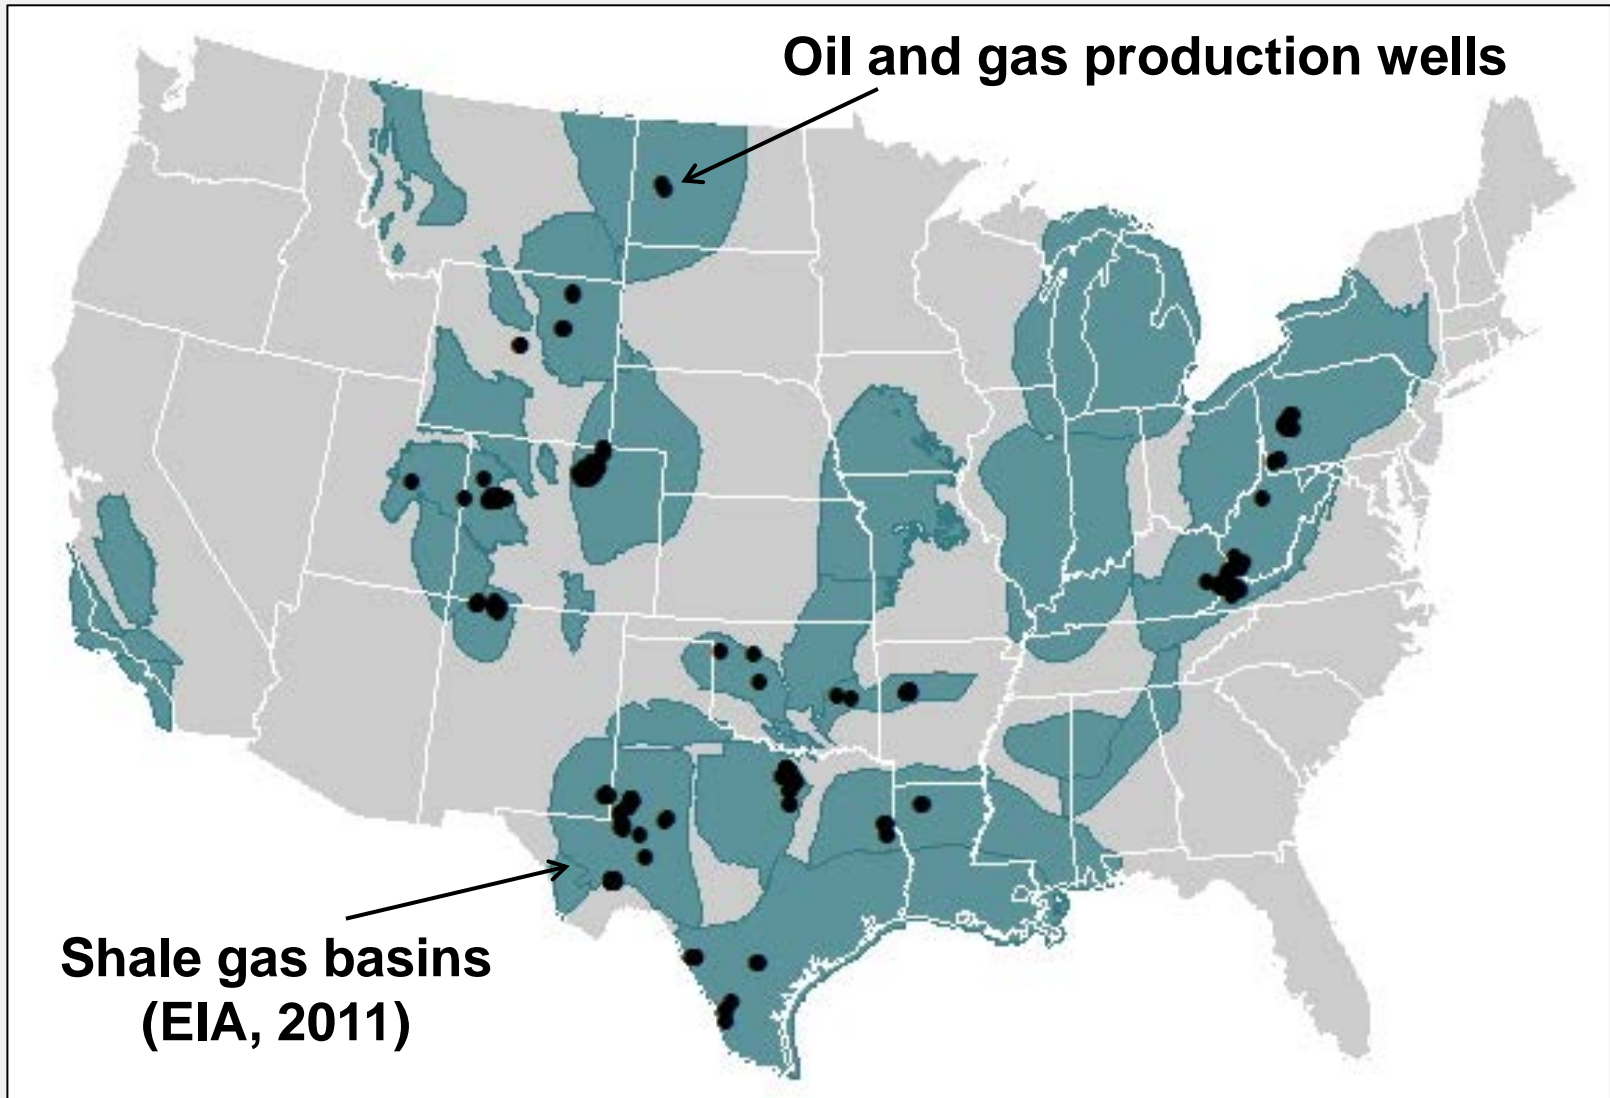 Oil and gas production wells
Shale gas basins
(EIA, 2011)